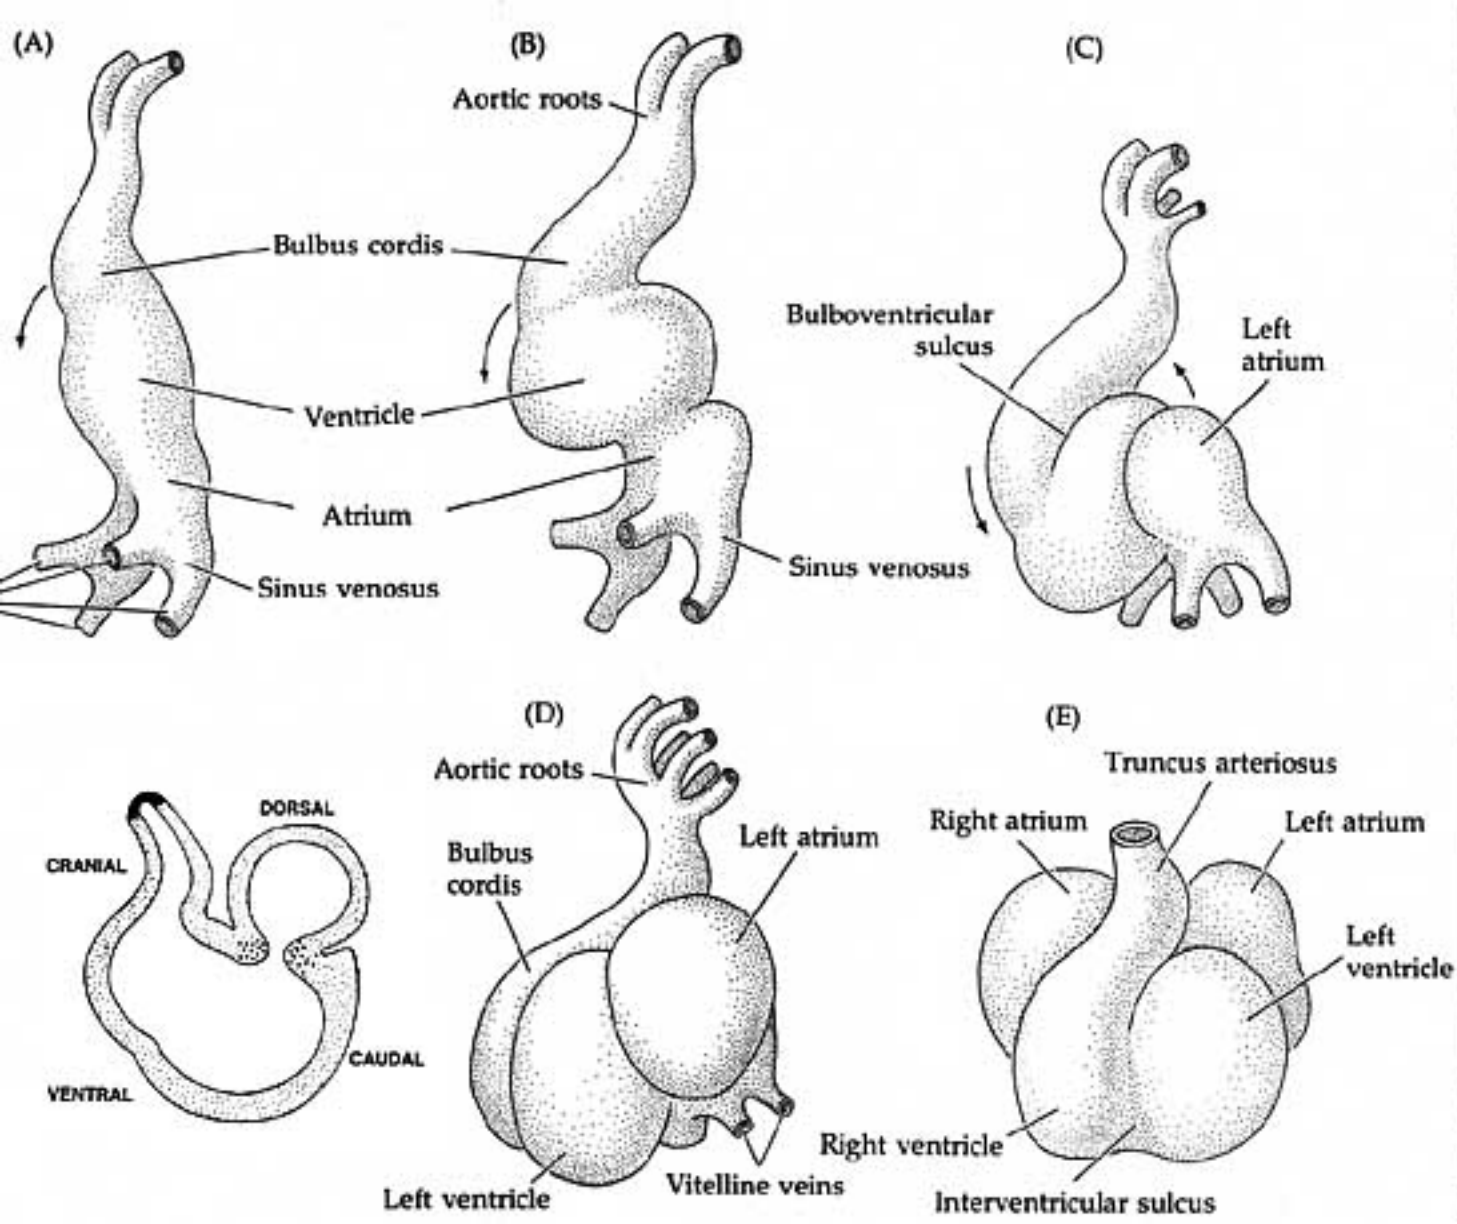 (A)
(B)
(C)
Aortic roots
Bulbus cordis
Bulboventricular
sulcus
Left
atrium
Ventricle
Atrium
Sinus venosus
Sinus venosus
(D)
(E)
Aortic roots
Truncus arteriosus
DORSAL
CRANIAL
Bulbus
cordis
Left atrium
Right atrium
Left atrium
Left
ventricle
CAUDAL
VENTRAL
Right ventricle
Vitelline veins
Left ventricle
Interventricular sulcus